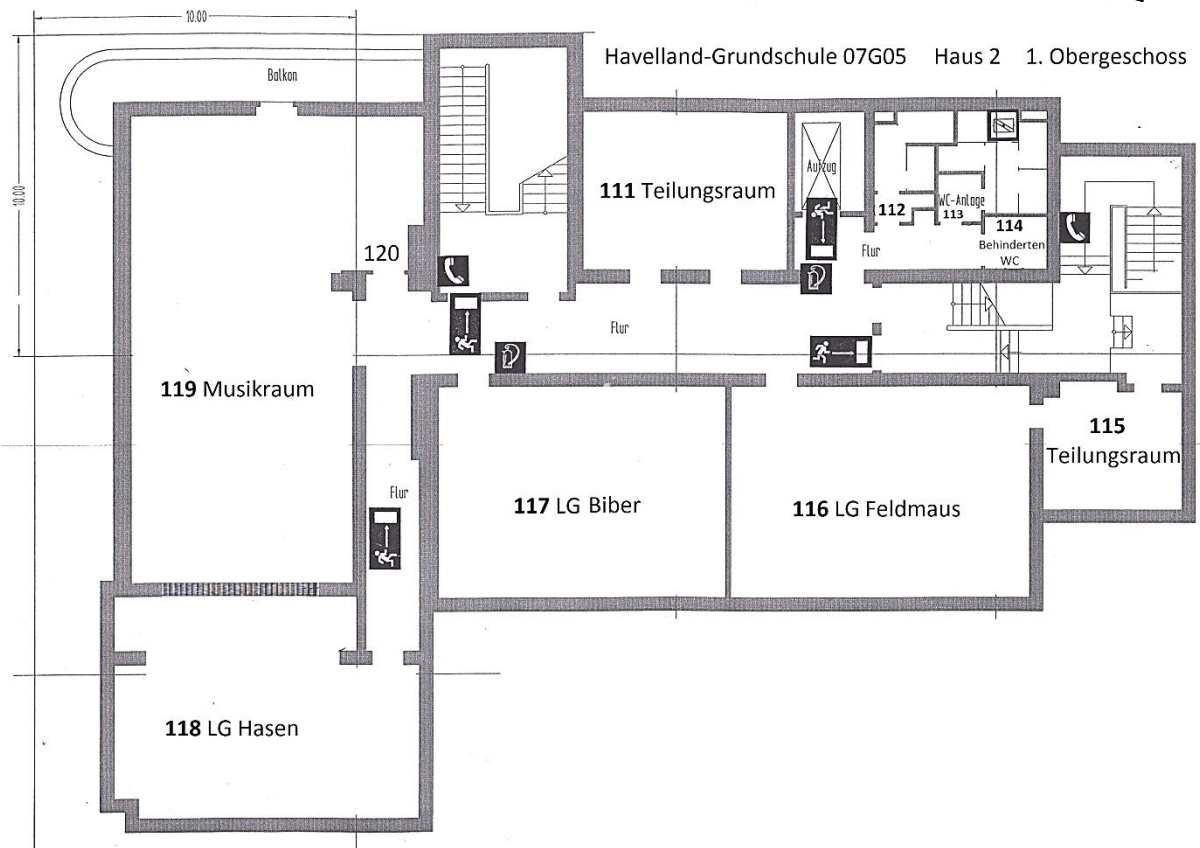 10.00
Havelland-Grundschule 07G05 Haus 2 1. Obergeschoss
Balkon
10.00
111 Teilungsraum
Aufzug
112
WC-Anlage
113
114
Behinderten
WC
Flur
120
Flur
119 Musikraum
115
Teilungsraum
117 LG Biber
116 LG Feldmaus
Flur
118 LG Hasen